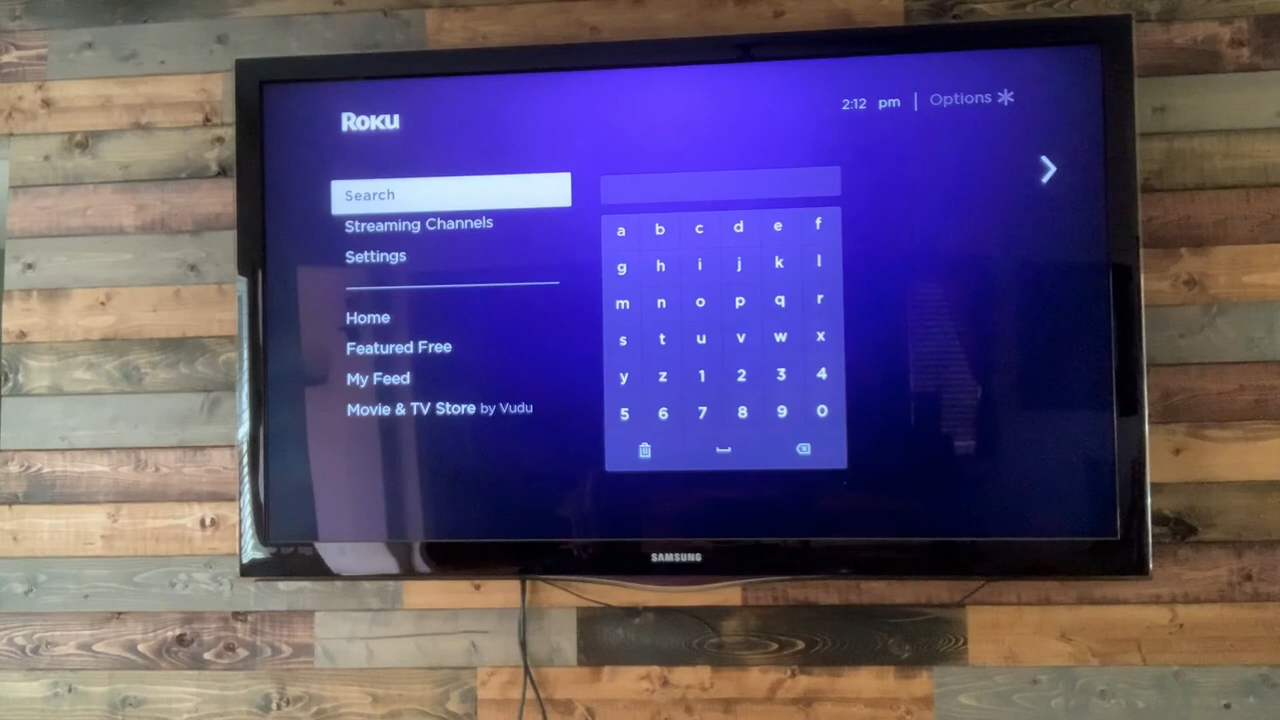 Roku
2:12 pm | Options
Search
Streaming Channels
Settings
Home
Featured Free
My Feed
Movie & TV Store by Vudu
a b c d e f
g h i j k l
m n o p q r
s t u v w x
y z 1 2 3 4
5 6 7 8 9 0
SAMSUNG